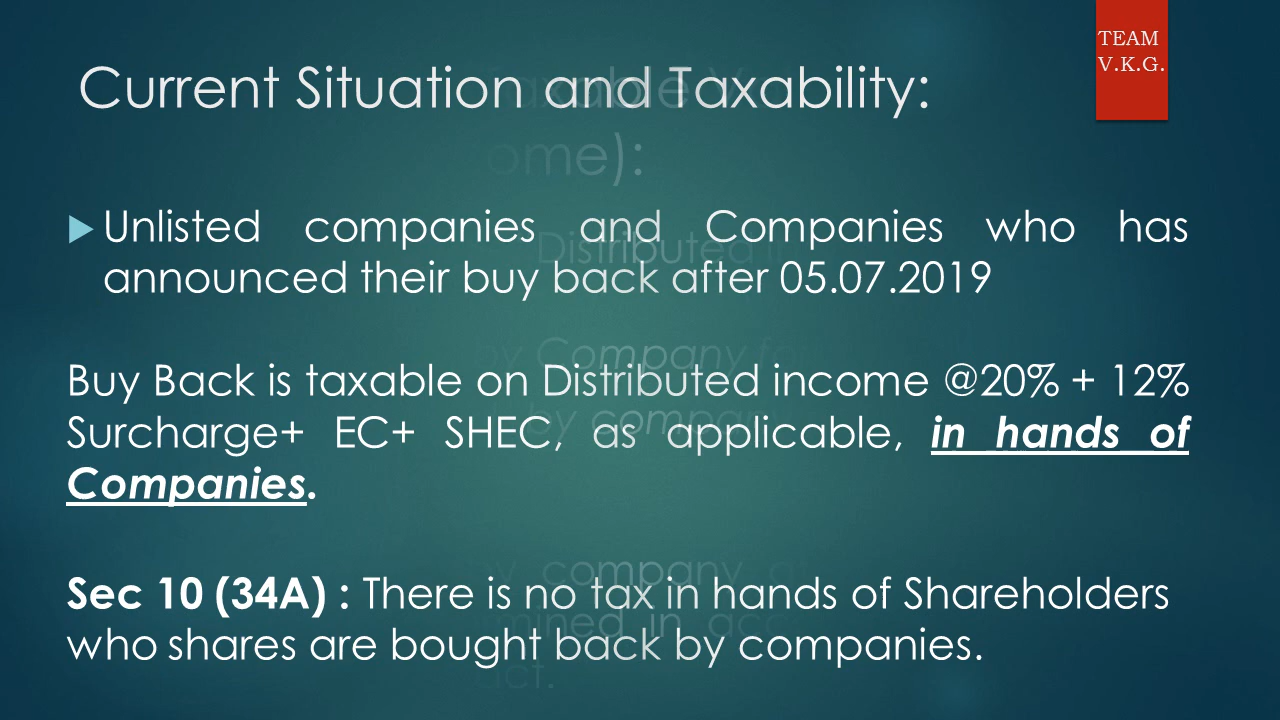 TEAM
V.K.G.
Current Situation and Taxability:
ome):
Unlisted companies and Companies who has
announced their buy back after 05.07.2019
Buy Back is taxable on Distributed income @20% + 12%
Surcharge+ EC+ SHEC, as applicable, in hands of
Companies.
Sec 10 (34A) : There is no tax in hands of Shareholders
who shares are bought back by companies.